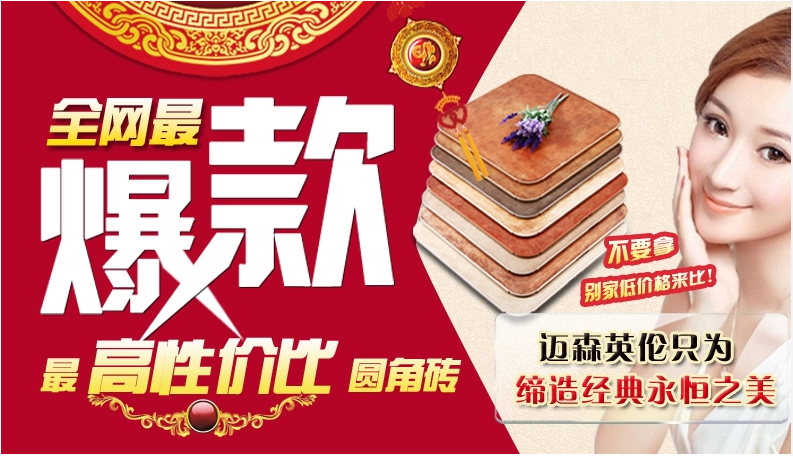 全网最
爆款
最高性价比圆角砖
不要拿
别家低价格来比!
迈森英伦只为
缔造经典永恒之美